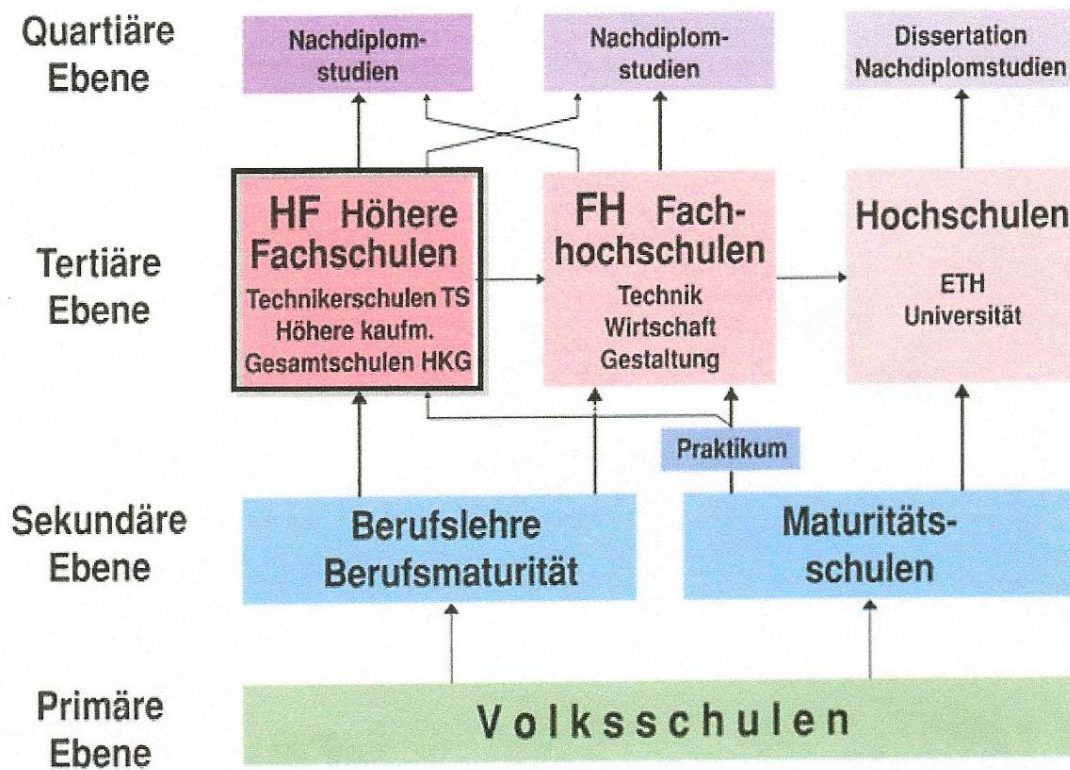 Quartiäre
Ebene
Nachdiplom-
studien
Nachdiplom-
studien
Dissertation
Nachdiplomstudien
Tertiäre
Ebene
HF Höhere
Fachschulen
Technikerschulen TS
Höhere kaufm.
Gesamtschulen HKG
FH Fach-
hochschulen
Technik
Wirtschaft
Gestaltung
Hochschulen
ETH
Universität
Praktikum
Sekundäre
Ebene
Berufslehre
Berufsmaturität
Maturitäts-
schulen
Primäre
Ebene
Volksschulen